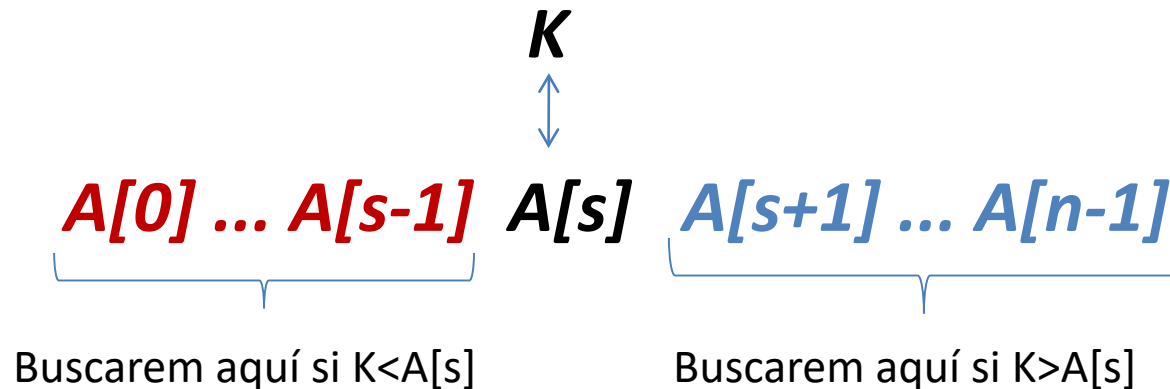 K
A[0] ... A[s-1] A[s] A[s+1] ... A[n-1]
Buscarem aquí si K<A[s] Buscarem aquí si K>A[s]